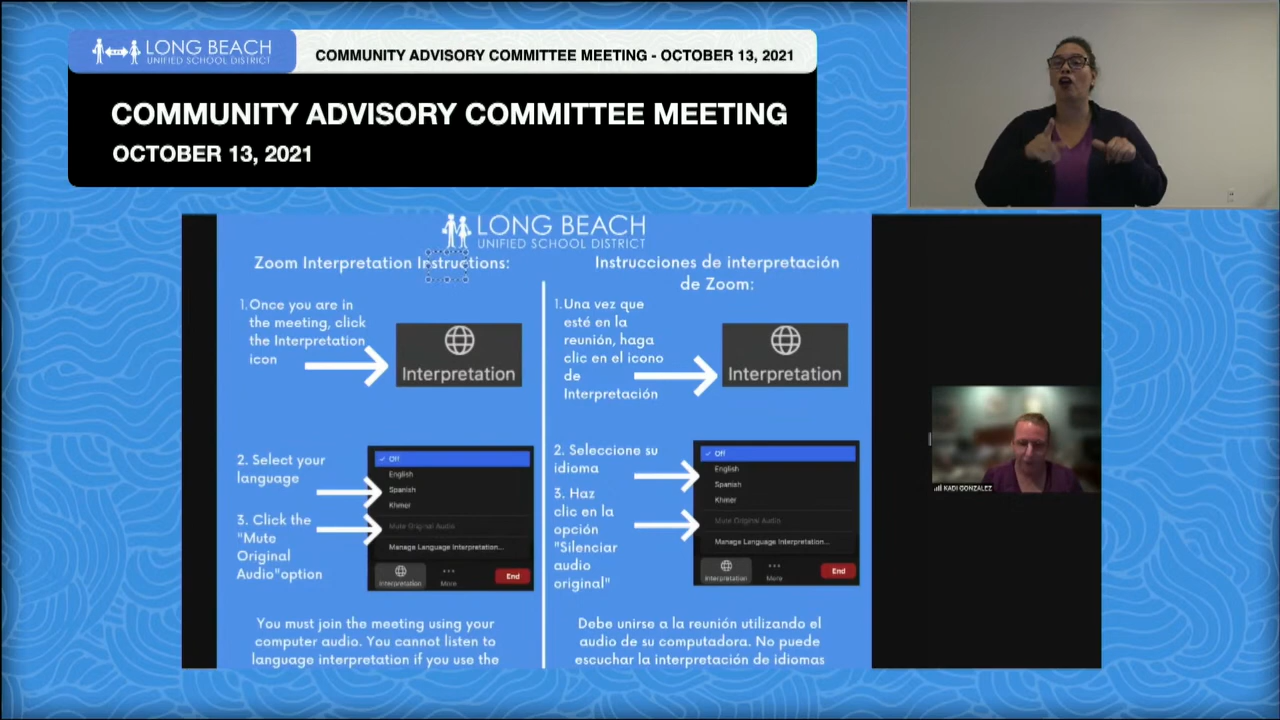 LONG BEACH
UNIFIED SCHOOL DISTRICT
COMMUNITY ADVISORY COMMITTEE MEETING - OCTOBER 13, 2021
COMMUNITY ADVISORY COMMITTEE MEETING
OCTOBER 13, 2021
LONG BEACH
UNIFIED SCHOOL DISTRICT
Zoom Interpretation Instructions:
1. Once you are in
the meeting, click
the Interpretation
icon
Interpretation
2. Select your
language
3. Click the
"Mute
Original
Audio"option
Off
English
Spanish
Khmer
Mute Original Audio
Manage Language Interpretation...
Interpretation
More
End
You must join the meeting using your
computer audio. You cannot listen to
language interpretation if you use the
Instrucciones de interpretación
de Zoom:
1. Una vez que
esté en la
reunión, haga
clic en el icono
de
Interpretación
Interpretation
2. Seleccione su
idioma
3. Haz
clic en la
opción
"Silenciar
audio
original"
Off
English
Spanish
Khmer
Mute Original Audio
Manage Language Interpretation...
Interpretation
More
End
Debe unirse a la reunión utilizando el
audio de su computadora. No puede
escuchar la interpretación de idiomas
KADI GONZALEZ